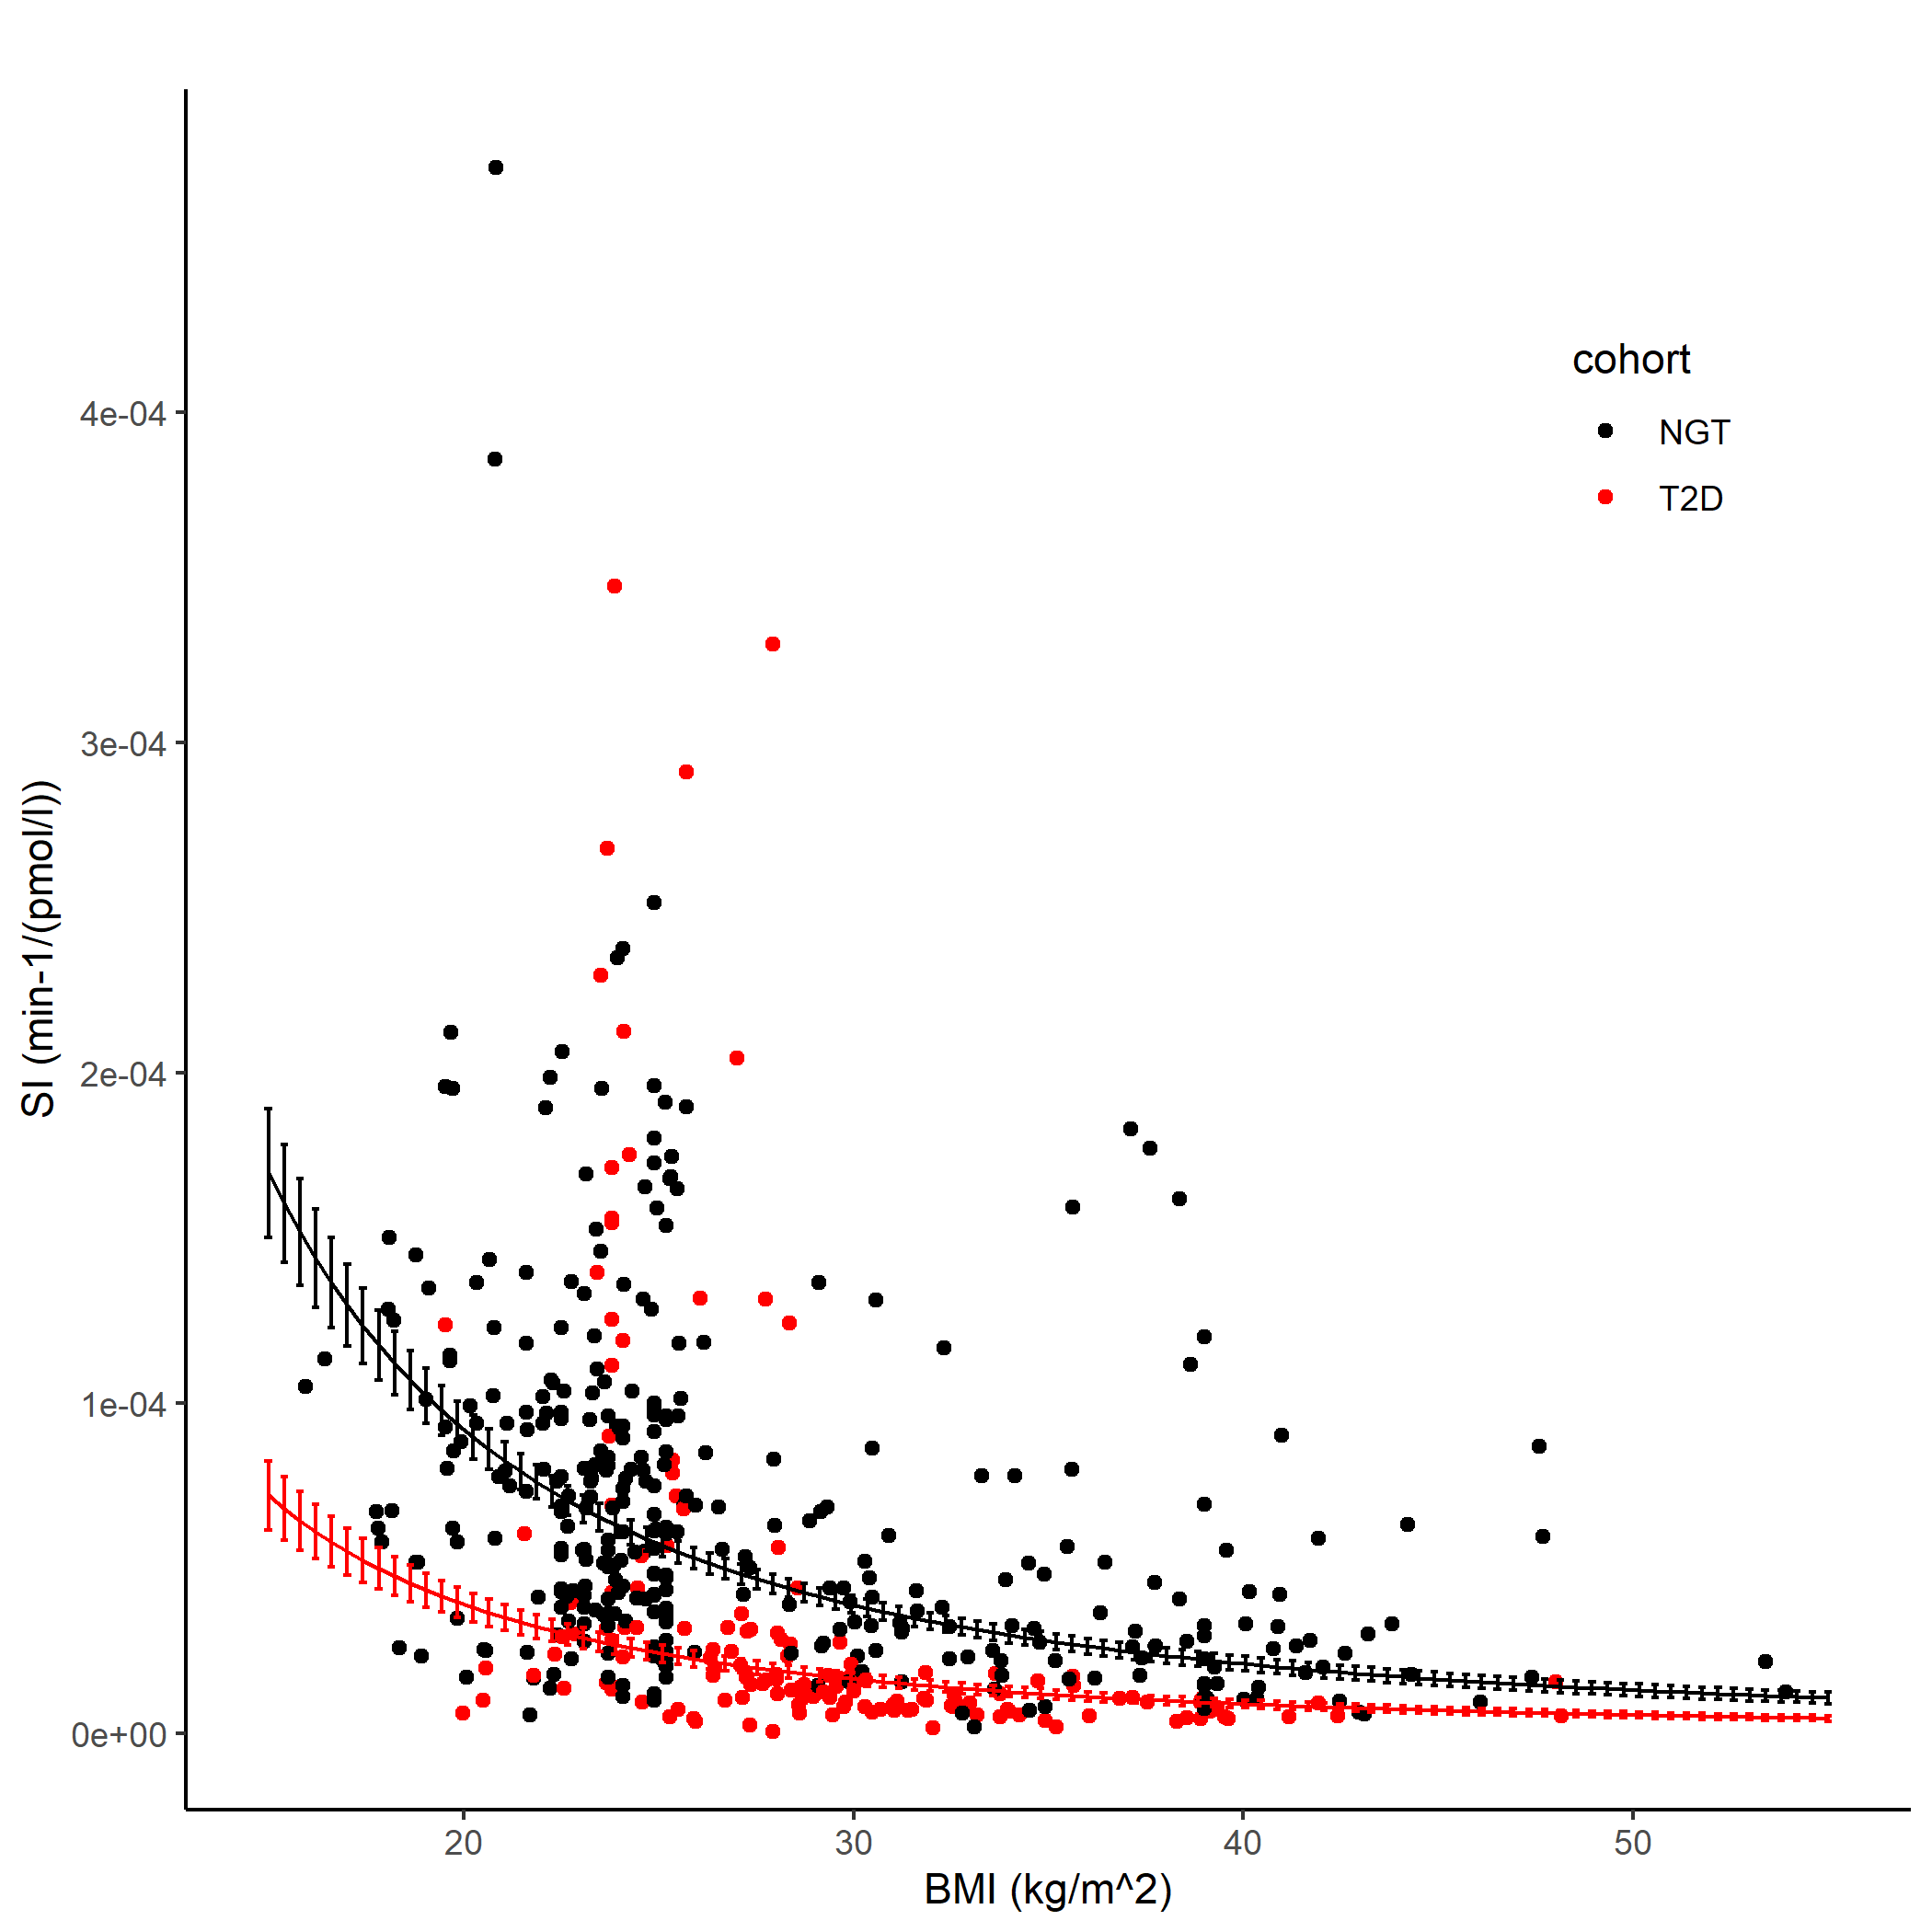 cohort
NGT
T2D
4e-04
3e-04
2e-04
1e-04
0e+00
SI (min-1/(pmol/l))
20 30 40 50
BMI (kg/m^2)